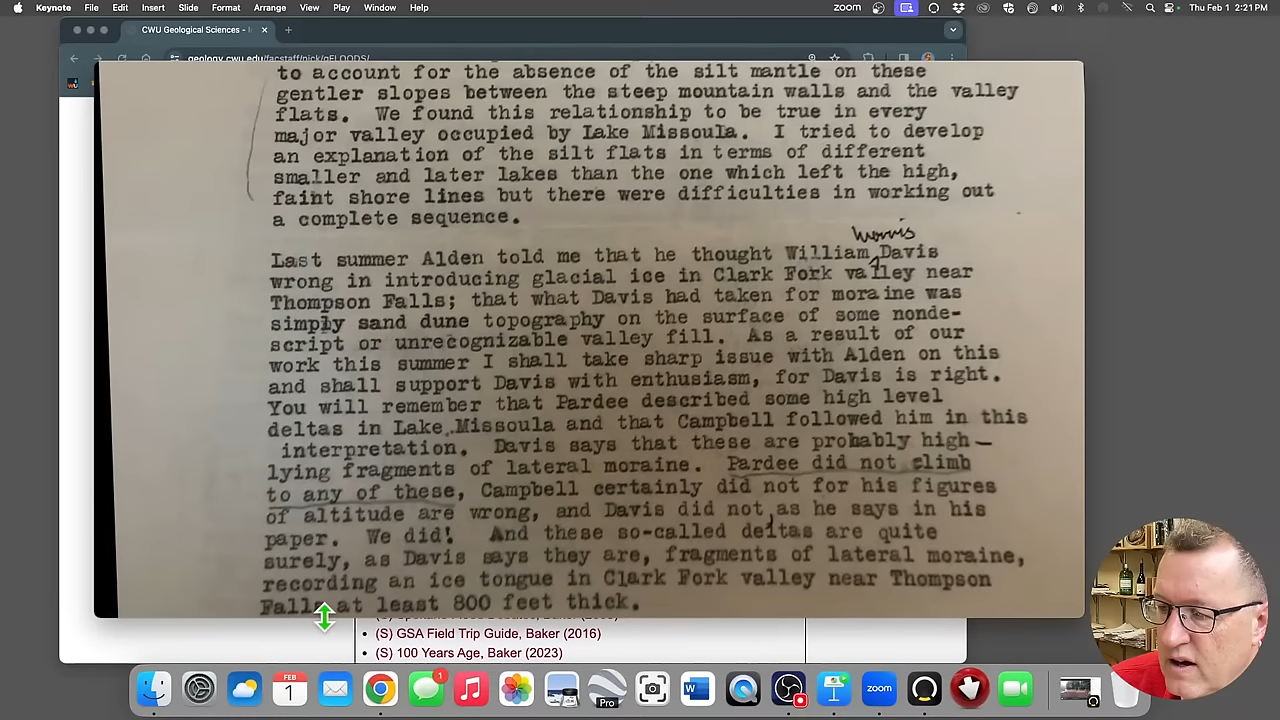 Keynote File Edit Insert Slide Format Arrange View Play Window Help zoom Thu Feb 1 2:21 PM
CWU Geological Sciences -
geology.cwu.edu/facstaff/nick/gFLOODS/
to account for the absence of the silt mantle on these
gentler slopes between the steep mountain walls and the valley
flats. We found this relationship to be true in every
major valley occupied by Lake Missoula. I tried to develop
an explanation of the silt flats in terms of different
smaller and later lakes than the one which left the high,
faint shore lines but there were difficulties in working out
a complete sequence.
Morris
Last summer Alden told me that he thought William Davis
wrong in introducing glacial ice in Clark Fork valley near
Thompson Falls; that what Davis had taken for moraine was
simply sand dune topography on the surface of some nonde-
script or unrecognizable valley fill. As a result of our
work this summer I shall take sharp issue with Alden on this
and shall support Davis with enthusiasm, for Davis is right.
You will remember that Pardee described some high level
deltas in Lake Missoula and that Campbell followed him in this
interpretation. Davis says that these are probably high-
lying fragments of lateral moraine. Pardee did not climb
to any of these, Campbell certainly did not for his figures
of altitude are wrong, and Davis did not, as he says in his
paper. We did! And these so-called deltas are quite
surely, as Davis says they are, fragments of lateral moraine,
recording an ice tongue in Clark Fork valley near Thompson
Falls at least 800 feet thick.
• (S) GSA Field Trip Guide, Baker (2016)
• (S) 100 Years Age, Baker (2023)
FEB
1
1
Pro
W
zoom